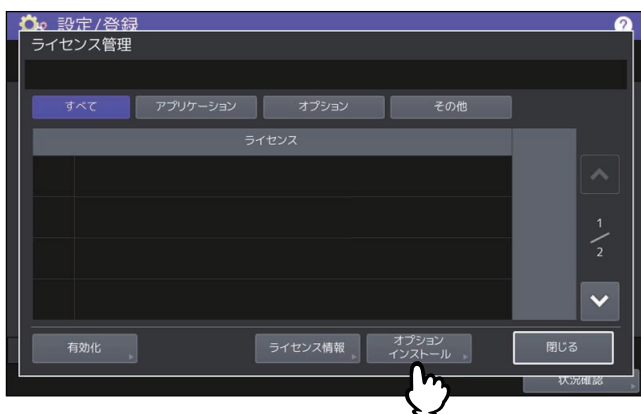 設定/登録
?
ライセンス管理
すべて
アプリケーション
オプション
その他
ライセンス
1
2
有効化
ライセンス情報
オプション
インストール
閉じる
状況確認